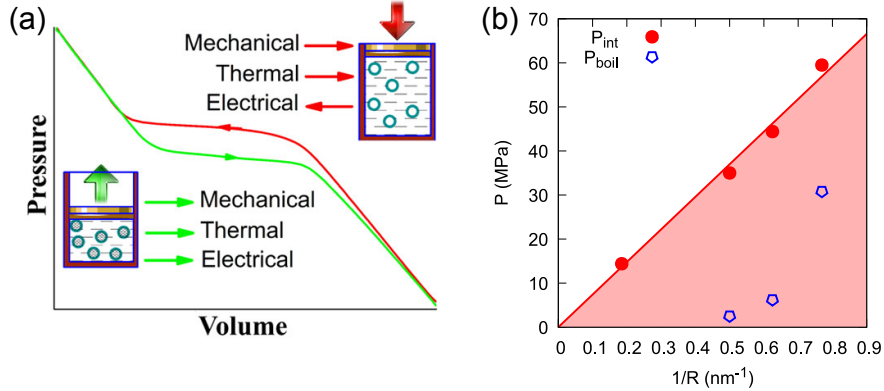 (a)
Mechanical
Thermal
Electrical
Pressure
Mechanical
Thermal
Electrical
Volume
(b)
P_int
P_boil
P (MPa)
70
60
50
40
30
20
10
0
0 0.1 0.2 0.3 0.4 0.5 0.6 0.7 0.8 0.9
1/R (nm⁻¹)